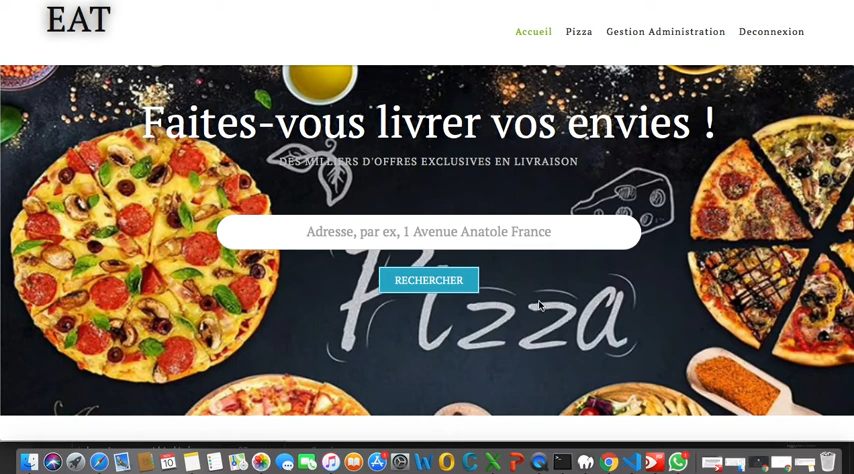 EAT
Accueil Pizza Gestion Administration Deconnexion
Faites-vous livrer vos envies !
DES MILLIERS D'OFFRES EXCLUSIVES EN LIVRAISON
Adresse, par ex, 1 Avenue Anatole France
RECHERCHER
Pizza
10